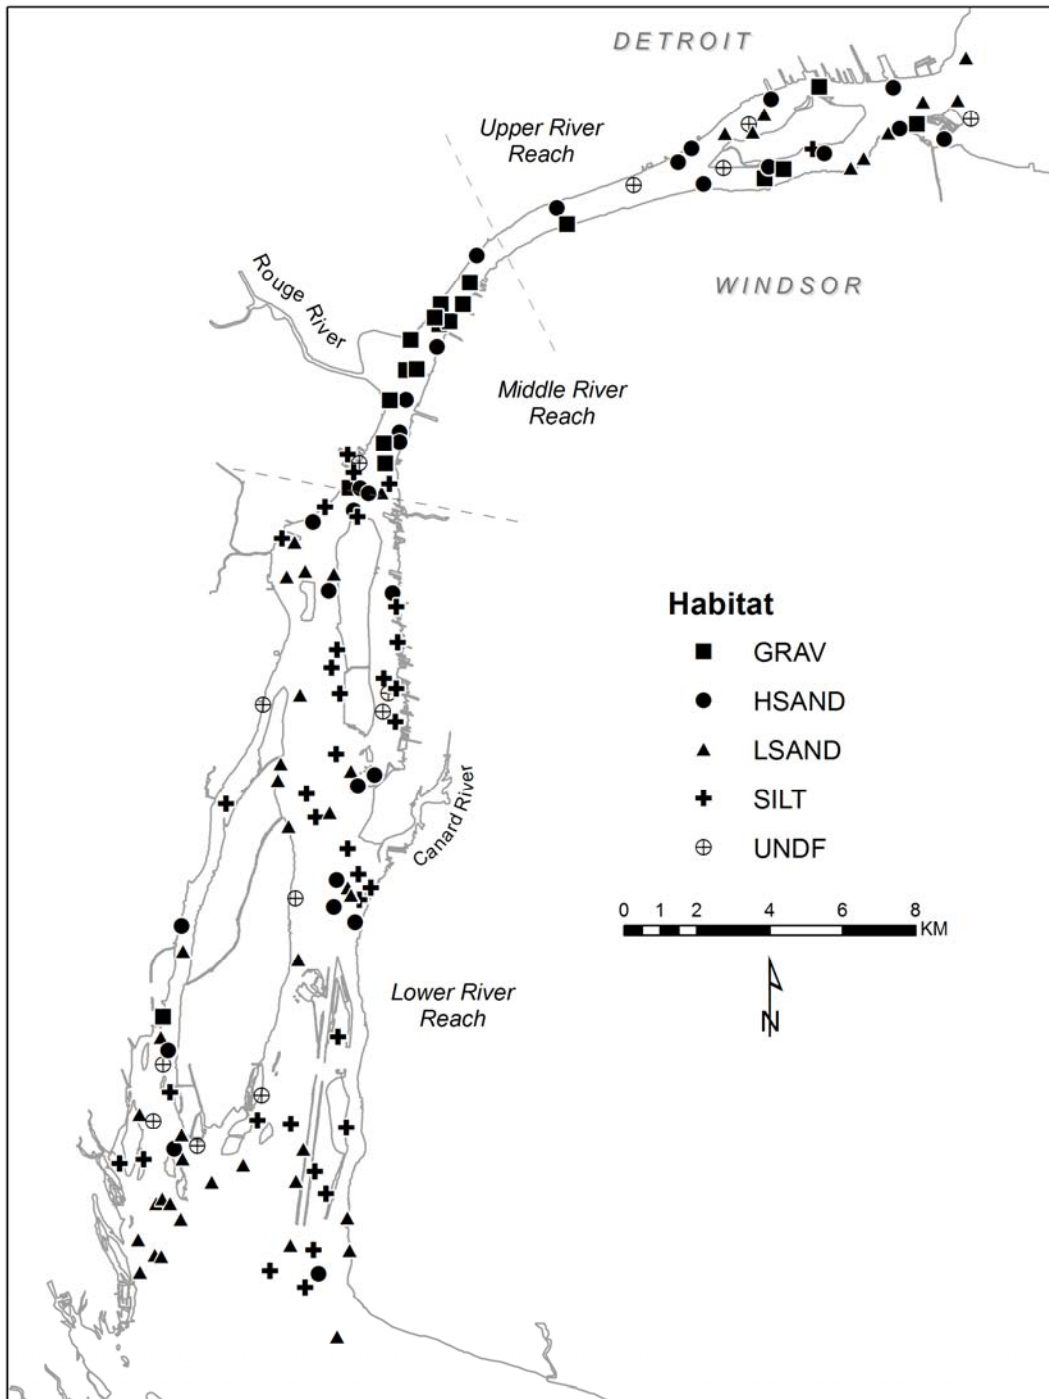 DETROIT
Upper River
Reach
WINDSOR
Rouge River
Middle River
Reach
Habitat
GRAV
HSAND
LSAND
SILT
UNDF
Canard River
0 1 2 4 6 8
KM
Lower River
Reach
N